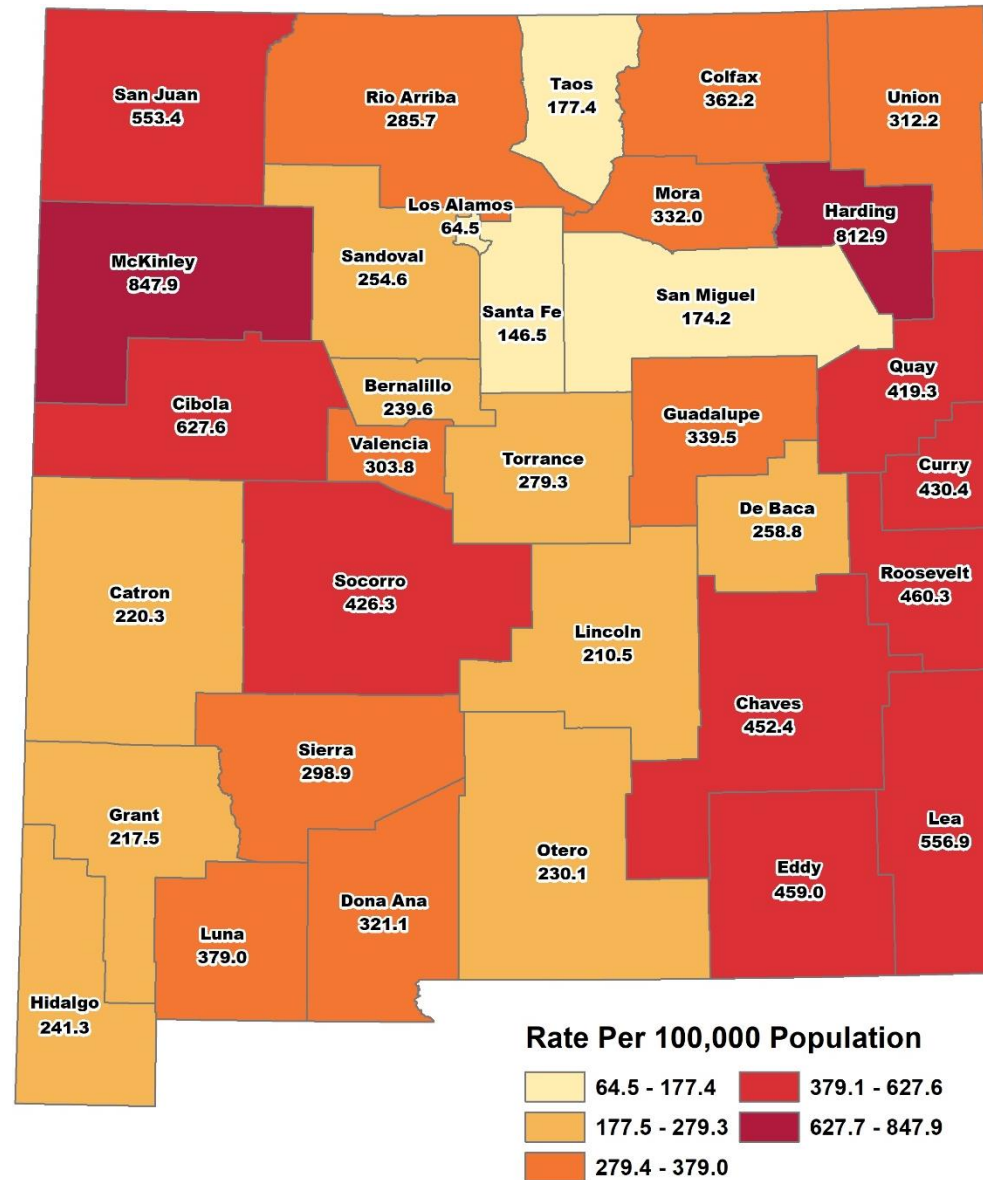 San Juan
553.4
Rio Arriba
285.7
Taos
177.4
Colfax
362.2
Union
312.2
Los Alamos
64.5
Mora
332.0
Harding
812.9
McKinley
847.9
Sandoval
254.6
Santa Fe
146.5
San Miguel
174.2
Quay
419.3
Cibola
627.6
Bernalillo
239.6
Valencia
303.8
Torrance
279.3
Guadalupe
339.5
Curry
430.4
De Baca
258.8
Roosevelt
460.3
Catron
220.3
Socorro
426.3
Lincoln
210.5
Chaves
452.4
Sierra
298.9
Grant
217.5
Otero
230.1
Lea
556.9
Eddy
459.0
Dona Ana
321.1
Luna
379.0
Hidalgo
241.3
Rate Per 100,000 Population
64.5 - 177.4
177.5 - 279.3
279.4 - 379.0
379.1 - 627.6
627.7 - 847.9